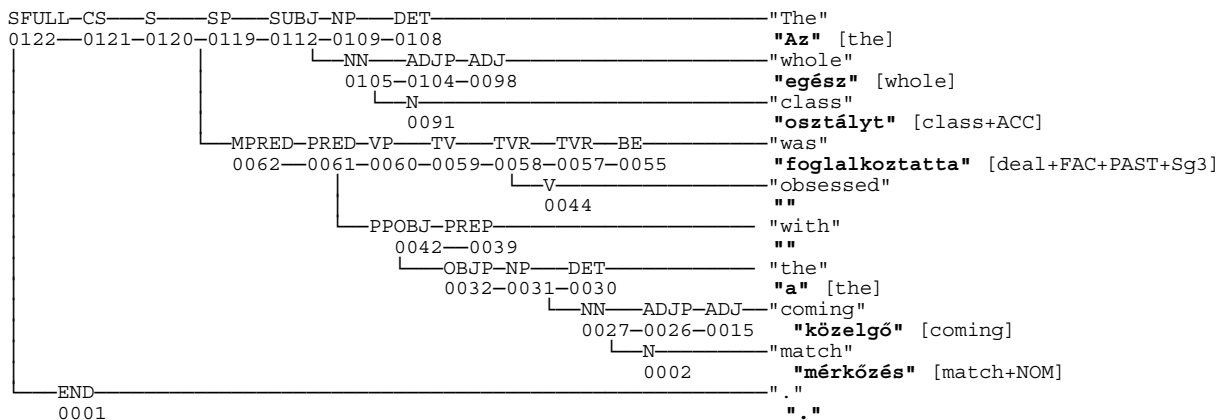 SFULL-CS---S----SP---SUBJ-NP---DET "The"
0122--0121-0120-0119-0112-0109-0108 "Az" [the]
NN---ADJP-ADJ "whole"
0105-0104-0098 "egész" [whole]
N "class"
0091 "osztályt" [class+ACC]
MPRED-PRED-VP---TV---TVR--TVR--BE "was"
0062--0061-0060-0059-0058-0057-0055 "foglalkoztatta" [deal+FAC+PAST+Sg3]
V "obsessed"
0044 ""
PPOBJ-PREP "with"
0042--0039 ""
OBJP-NP---DET "the"
0032-0031-0030 "a" [the]
NN---ADJP-ADJ "coming"
0027-0026-0015 "közelgő" [coming]
N "match"
0002 "mérkőzés" [match+NOM]
END "."
0001 "."